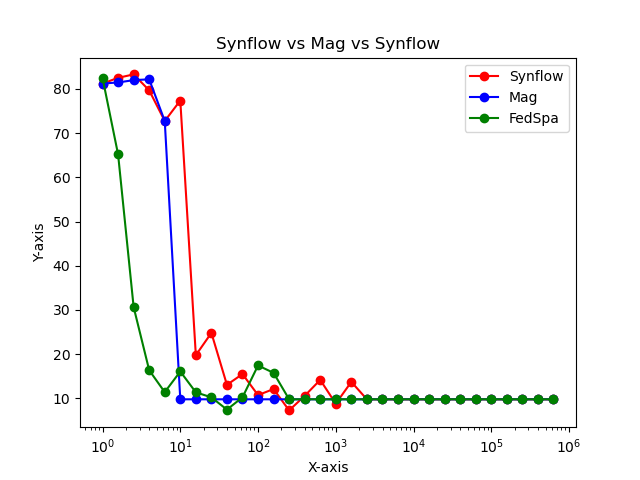 Synflow vs Mag vs Synflow
Synflow
Mag
FedSpa
Y-axis
80
70
60
50
40
30
20
10
10⁰
10¹
10²
10³
10⁴
10⁵
10⁶
X-axis